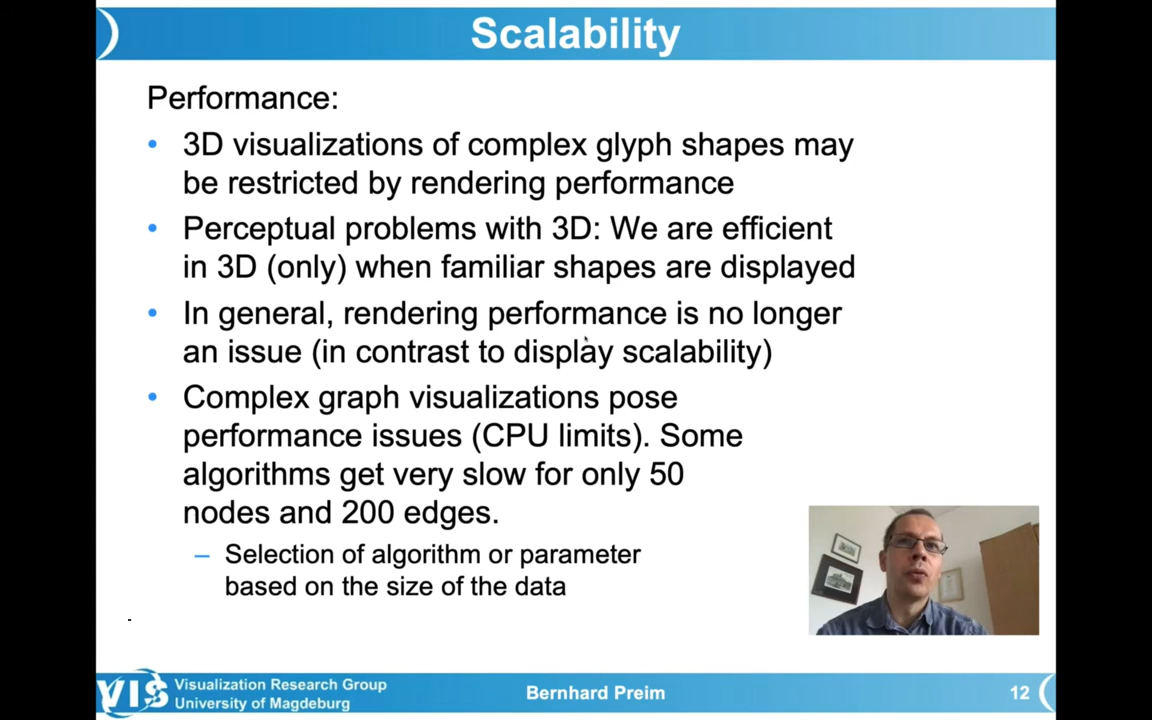 Scalability
Performance:
• 3D visualizations of complex glyph shapes may
be restricted by rendering performance
• Perceptual problems with 3D: We are efficient
in 3D (only) when familiar shapes are displayed
• In general, rendering performance is no longer
an issue (in contrast to display scalability)
• Complex graph visualizations pose
performance issues (CPU limits). Some
algorithms get very slow for only 50
nodes and 200 edges.
– Selection of algorithm or parameter
based on the size of the data
VIS
Visualization Research Group
University of Magdeburg
Bernhard Preim
12